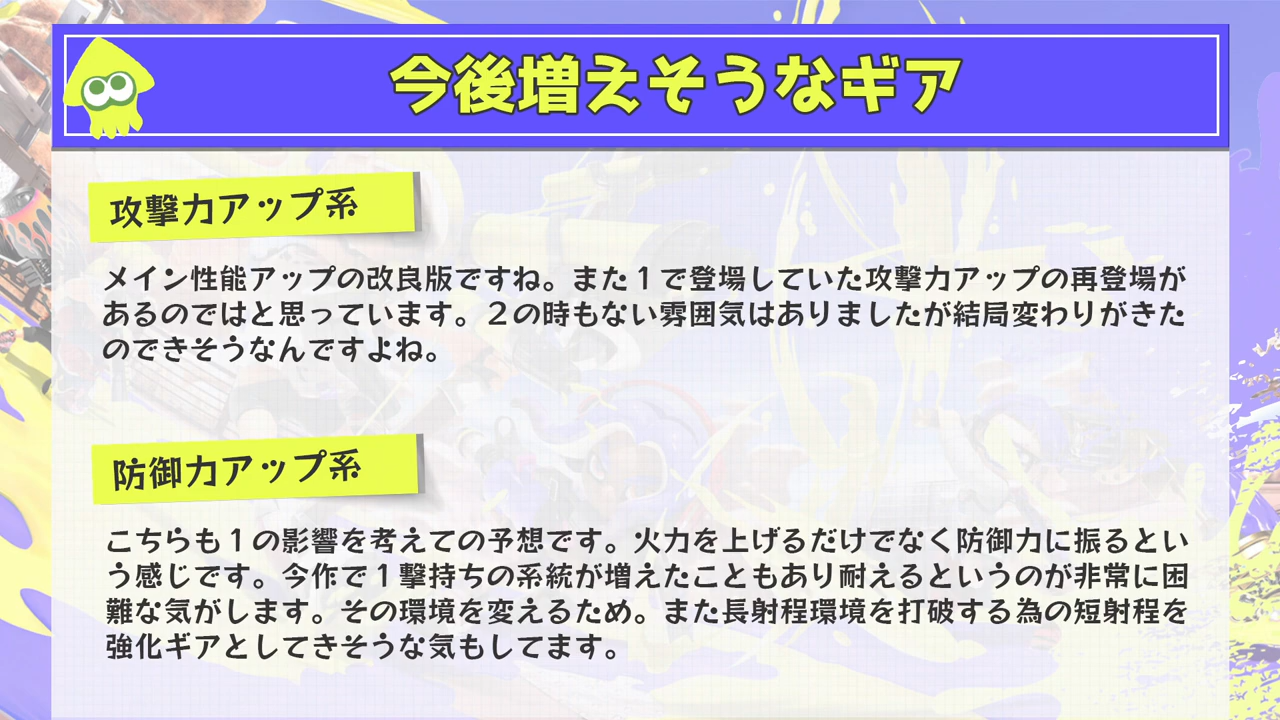 今後増えそうなギア
攻撃力アップ系
メイン性能アップの改良版ですね。また１で登場していた攻撃力アップの再登場が
あるのではと思っています。２の時もない雰囲気はありましたが結局変わりがきた
のできそうなんですよね。
防御力アップ系
こちらも１の影響を考えての予想です。火力を上げるだけでなく防御力に振るとい
う感じです。今作で１撃持ちの系統が増えたこともあり耐えるというのが非常に困
難な気がします。その環境を変えるため。また長射程環境を打破する為の短射程を
強化ギアとしてきそうな気もしてます。